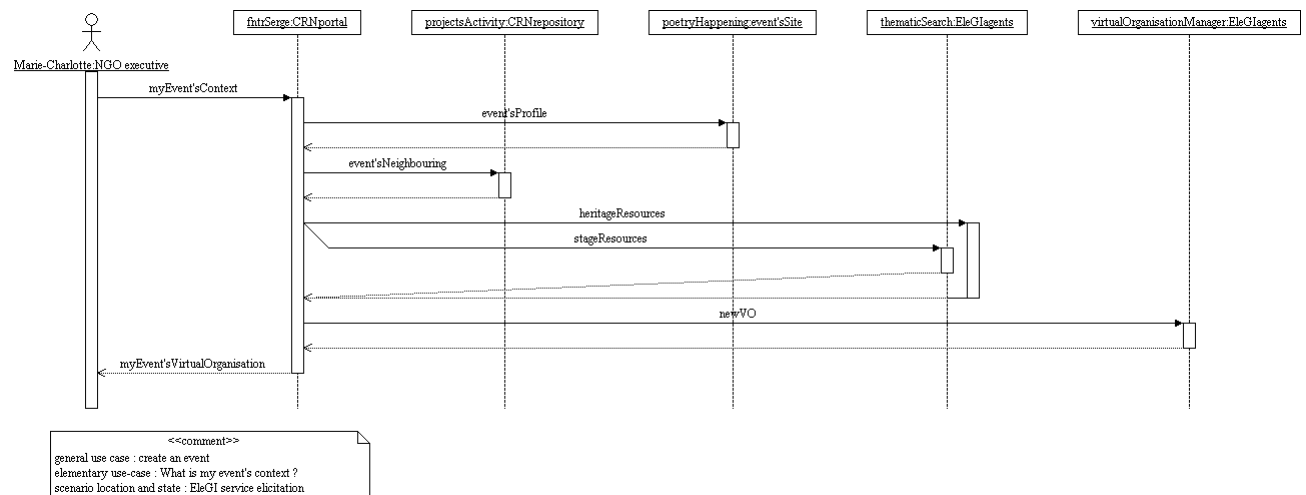 fntrSerge:CRNportal
projectsActivity:CRNrepository
poetryHappening:event'sSite
thematicSearch:EleGIagents
virtualOrganisationManager:EleGIagents
Marie-Charlotte:NGO executive
myEvent'sContext
event'sProfile
event'sNeighbouring
heritageResources
stageResources
newVO
myEvent'sVirtualOrganisation
<<comment>>
general use case : create an event
elementary use-case : What is my event's context ?
scenario location and state : EleGI service elicitation